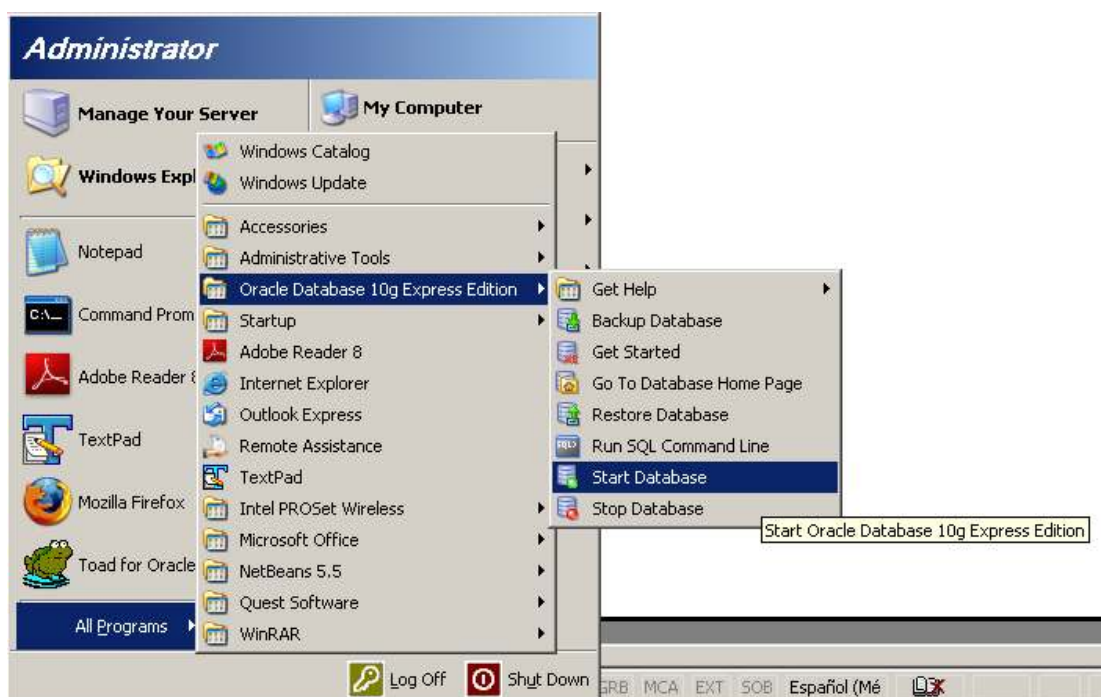 Administrator
Manage Your Server
My Computer
Windows Expl
Notepad
Command Prom
Adobe Reader
TextPad
Mozilla Firefox
Toad for Oracle
All Programs
Windows Catalog
Windows Update
Accessories
Administrative Tools
Oracle Database 10g Express Edition
Startup
Adobe Reader 8
Internet Explorer
Outlook Express
Remote Assistance
TextPad
Intel PROSet Wireless
Microsoft Office
NetBeans 5.5
Quest Software
WinRAR
Get Help
Backup Database
Get Started
Go To Database Home Page
Restore Database
Run SQL Command Line
Start Database
Stop Database
Start Oracle Database 10g Express Edition
Log Off
Shut Down
GRB MCA EXT SOB Español (Mé